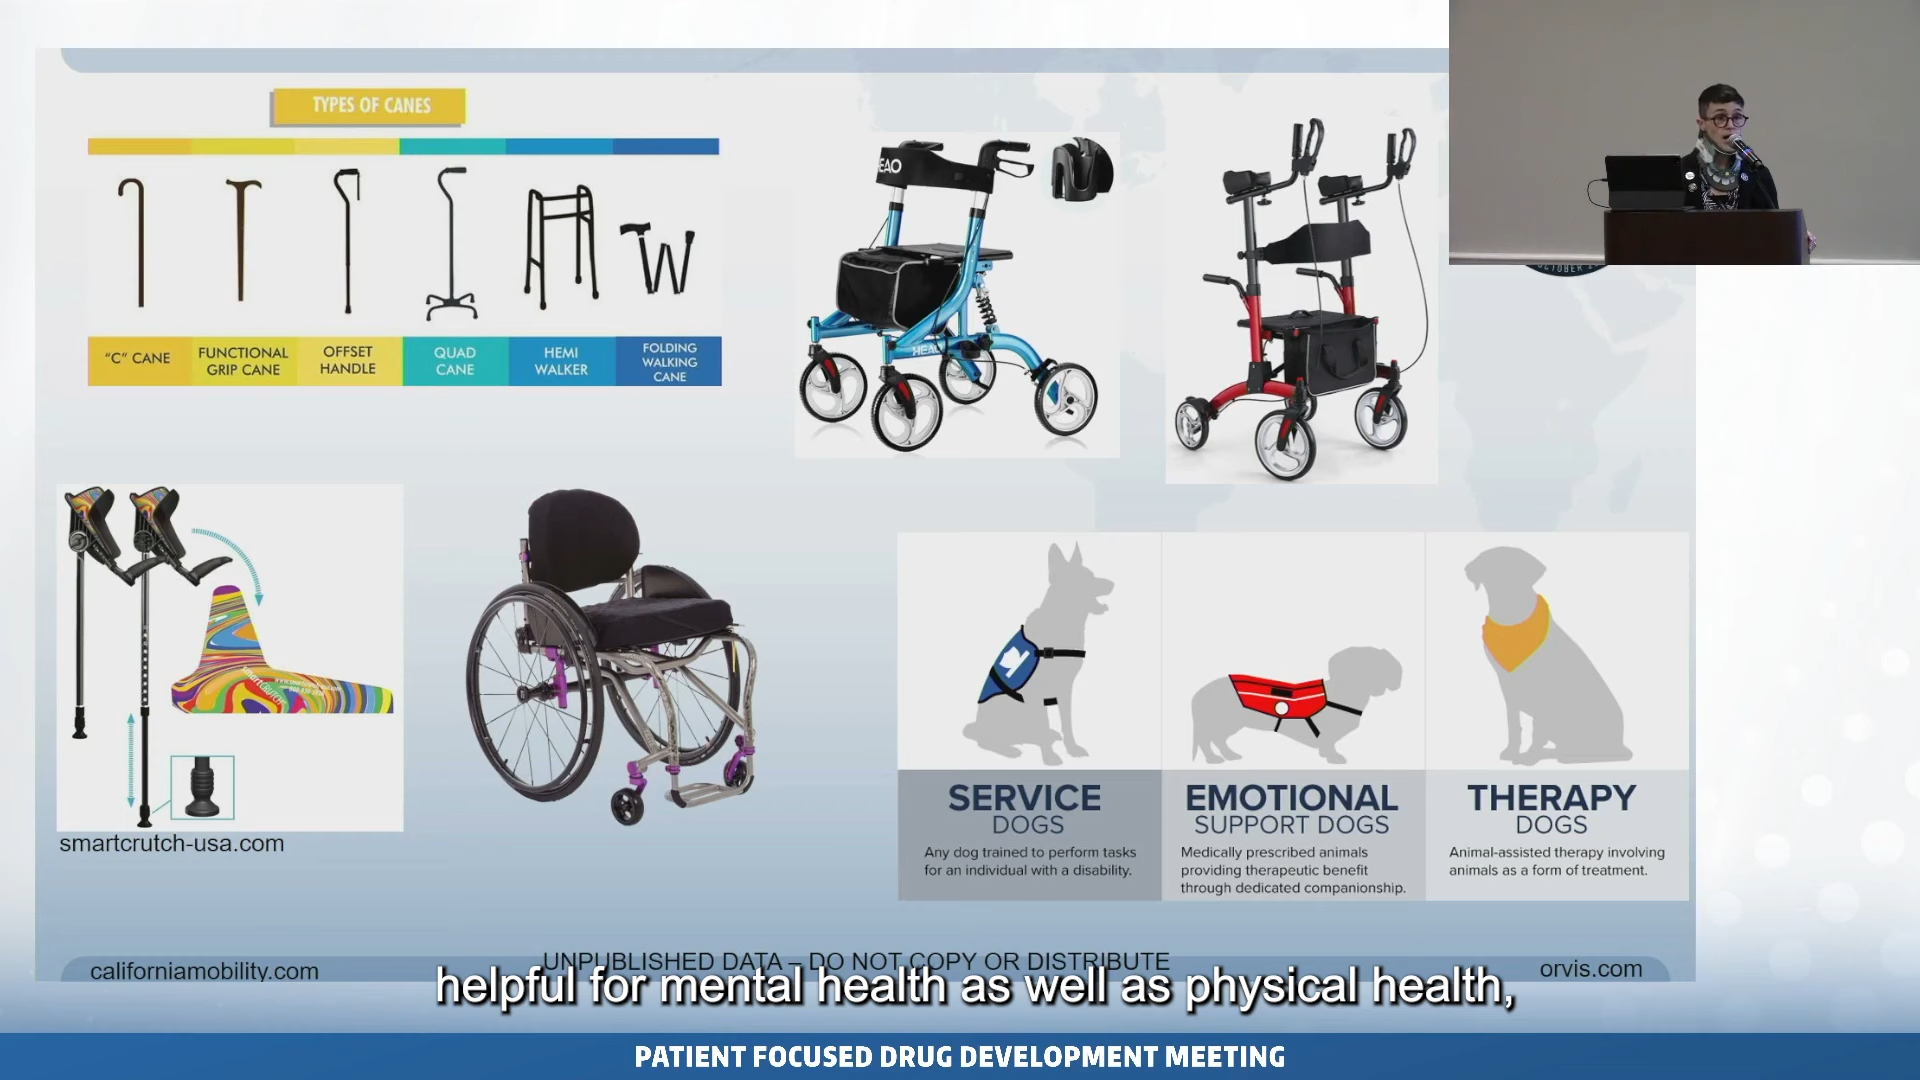 TYPES OF CANES
"C" CANE
FUNCTIONAL
GRIP CANE
OFFSET
HANDLE
QUAD
CANE
HEMI
WALKER
FOLDING
WALKING
CANE
HEAO
smartcrutch-usa.com
SERVICE
DOGS
Any dog trained to perform tasks
for an individual with a disability.
EMOTIONAL
SUPPORT DOGS
Medically prescribed animals
providing therapeutic benefit
through dedicated companionship.
THERAPY
DOGS
Animal-assisted therapy involving
animals as a form of treatment.
californiamobility.com
UNPUBLISHED DATA – DO NOT COPY OR DISTRIBUTE
orvis.com
helpful for mental health as well as physical health,
PATIENT FOCUSED DRUG DEVELOPMENT MEETING